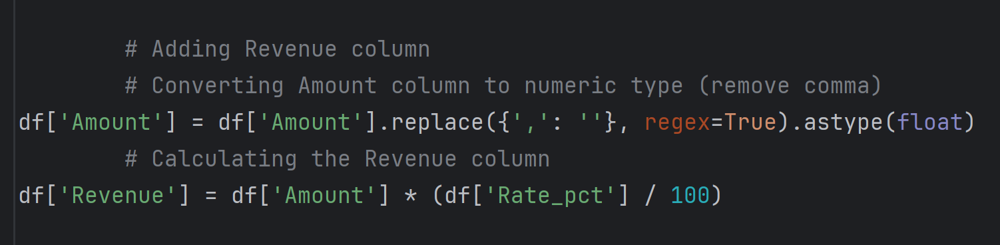 # Adding Revenue column
# Converting Amount column to numeric type (remove comma)
df['Amount'] = df['Amount'].replace({',': ''}, regex=True).astype(float)
# Calculating the Revenue column
df['Revenue'] = df['Amount'] * (df['Rate_pct'] / 100)